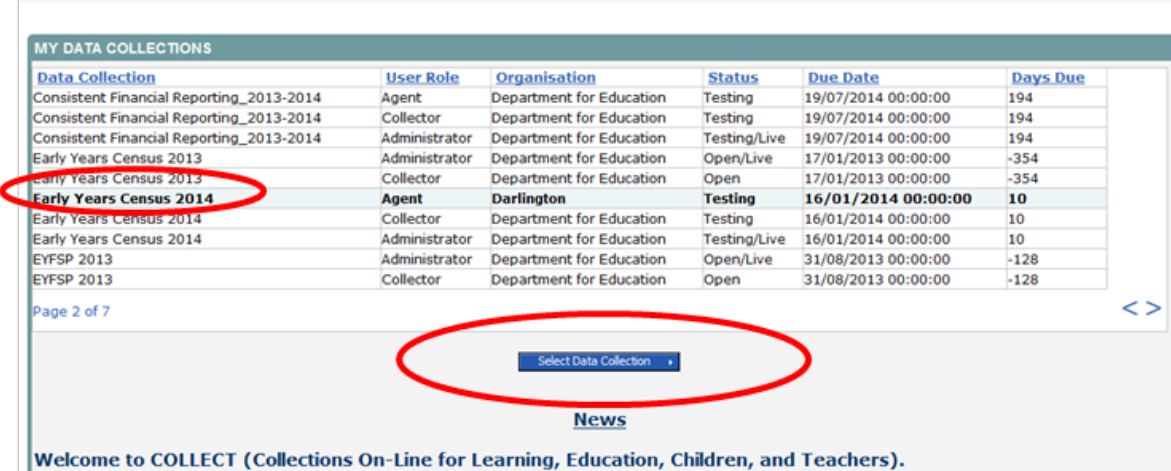 MY DATA COLLECTIONS
Data Collection User Role Organisation Status Due Date Days Due
Consistent Financial Reporting_2013-2014 Agent Department for Education Testing 19/07/2014 00:00:00 194
Consistent Financial Reporting_2013-2014 Collector Department for Education Testing 19/07/2014 00:00:00 194
Consistent Financial Reporting_2013-2014 Administrator Department for Education Testing/Live 19/07/2014 00:00:00 194
Early Years Census 2013 Administrator Department for Education Open/Live 17/01/2013 00:00:00 -354
Early Years Census 2013 Collector Department for Education Open 17/01/2013 00:00:00 -354
Early Years Census 2014 Agent Darlington Testing 16/01/2014 00:00:00 10
Early Years Census 2014 Collector Department for Education Testing 16/01/2014 00:00:00 10
Early Years Census 2014 Administrator Department for Education Testing/Live 16/01/2014 00:00:00 10
EYFSP 2013 Administrator Department for Education Open/Live 31/08/2013 00:00:00 -128
EYFSP 2013 Collector Department for Education Open 31/08/2013 00:00:00 -128
Page 2 of 7 < >
Select Data Collection
News
Welcome to COLLECT (Collections On-Line for Learning, Education, Children, and Teachers).